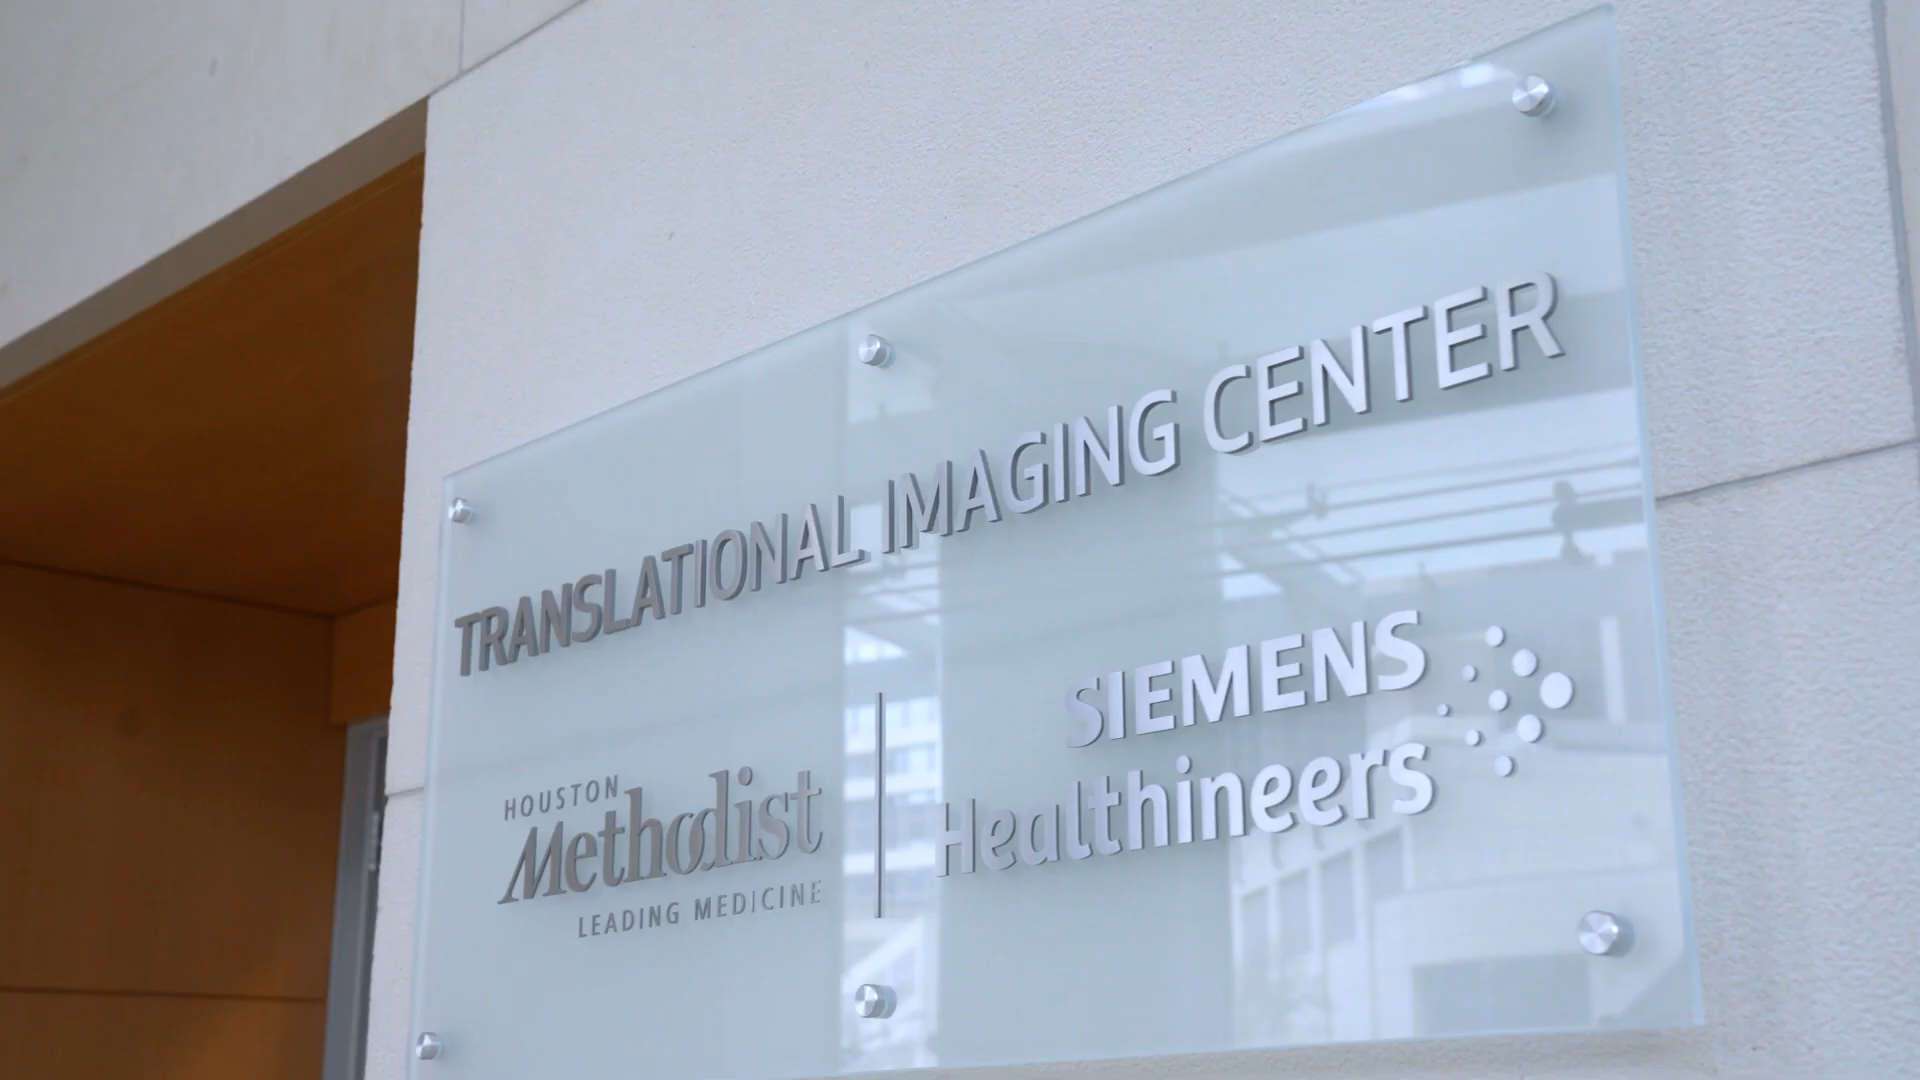 TRANSLATIONAL IMAGING CENTER
HOUSTON
Methodist
LEADING MEDICINE
SIEMENS
Healthineers